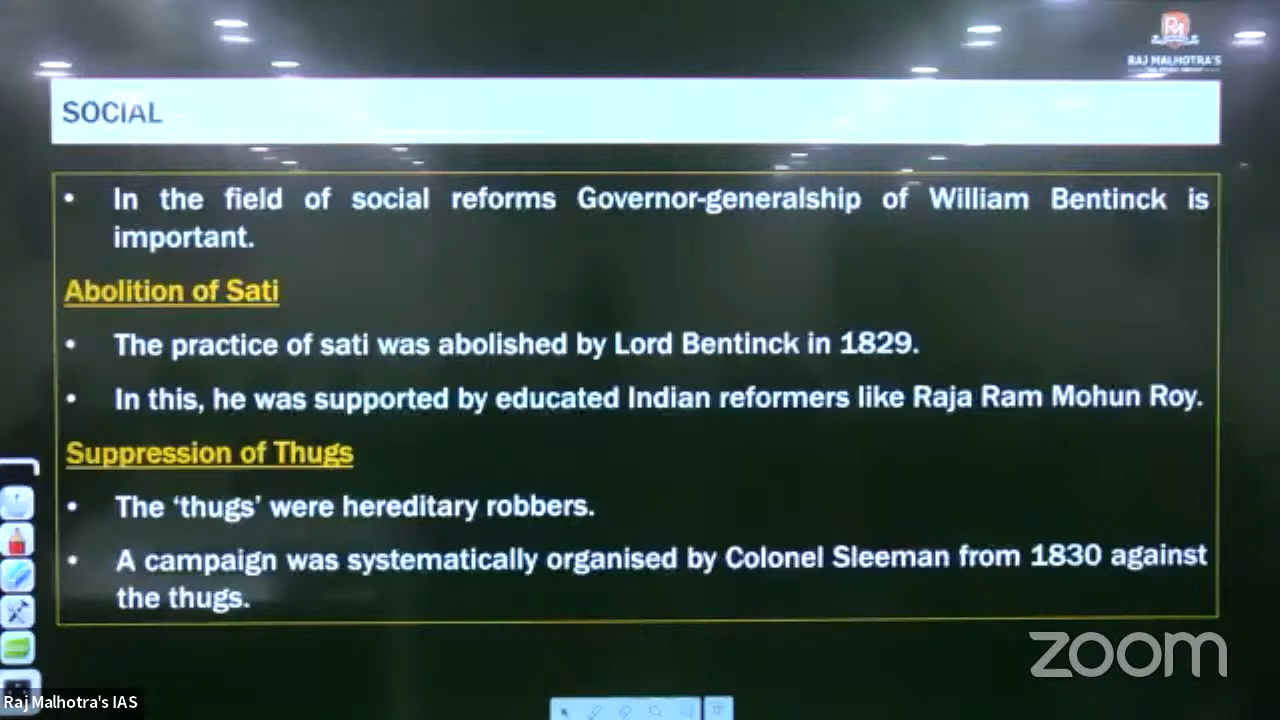 RAJ MALHOTRA'S
SOCIAL
• In the field of social reforms Governor-generalship of William Bentinck is
important.
Abolition of Sati
• The practice of sati was abolished by Lord Bentinck in 1829.
• In this, he was supported by educated Indian reformers like Raja Ram Mohun Roy.
Suppression of Thugs
• The ‘thugs’ were hereditary robbers.
• A campaign was systematically organised by Colonel Sleeman from 1830 against
the thugs.
zoom
Raj Malhotra's IAS